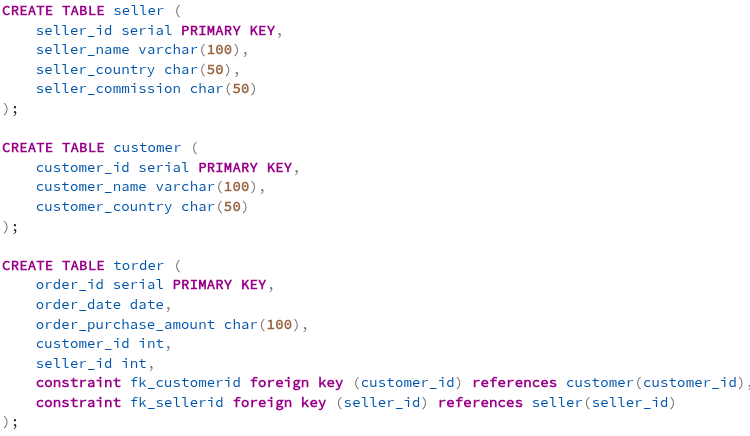 CREATE TABLE seller (
    seller_id serial PRIMARY KEY,
    seller_name varchar(100),
    seller_country char(50),
    seller_commission char(50)
);

CREATE TABLE customer (
    customer_id serial PRIMARY KEY,
    customer_name varchar(100),
    customer_country char(50)
);

CREATE TABLE torder (
    order_id serial PRIMARY KEY,
    order_date date,
    order_purchase_amount char(100),
    customer_id int,
    seller_id int,
    constraint fk_customerid foreign key (customer_id) references customer(customer_id),
    constraint fk_sellerid foreign key (seller_id) references seller(seller_id)
);